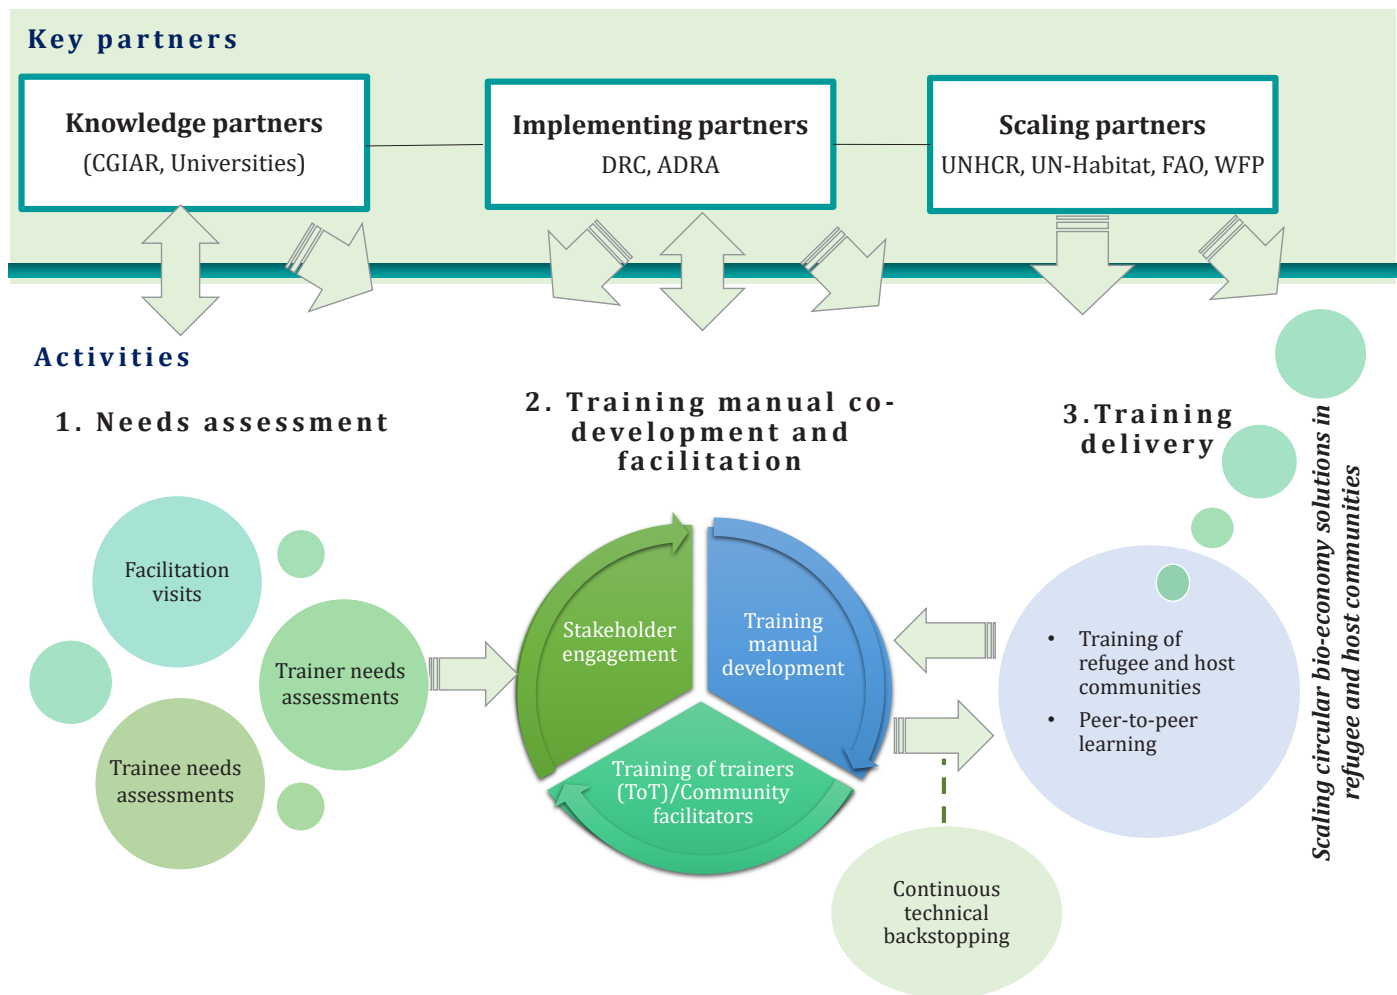 Key partners
Knowledge partners
(CGIAR, Universities)
Implementing partners
DRC, ADRA
Scaling partners
UNHCR, UN-Habitat, FAO, WFP
Activities
1. Needs assessment
2. Training manual co-
development and
facilitation
3.Training
delivery
Facilitation
visits
Trainer needs
assessments
Trainee needs
assessments
Stakeholder
engagement
Training
manual
development
Training of trainers
(ToT)/Community
facilitators
• Training of
refugee and host
communities
• Peer-to-peer
learning
Continuous
technical
backstopping
Scaling circular bio-economy solutions in
refugee and host communities